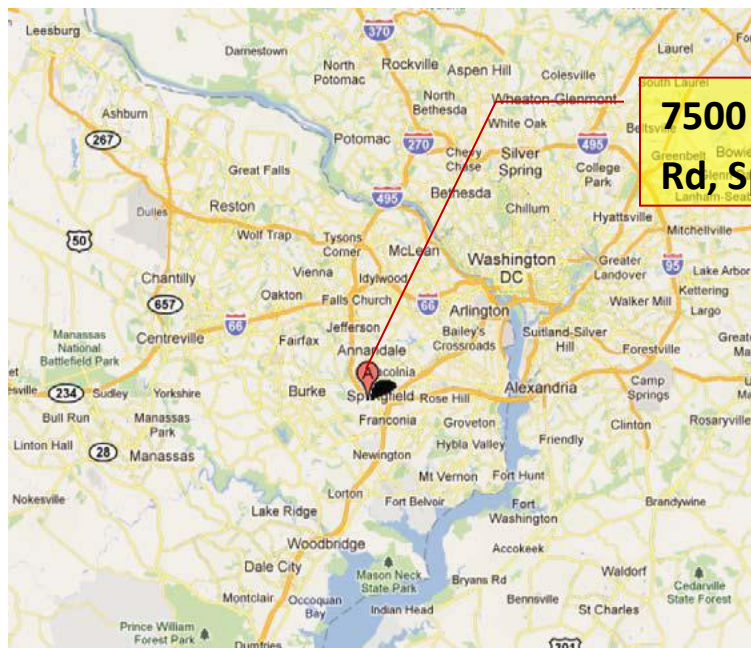 370
Leesburg
Darnestown
North
Potomac
Rockville
Aspen Hill
Colesville
Laurel
South Laurel
Ashburn
North
Bethesda
Wheaton-Glenmont
White Oak
Beltsville
7500
Rd, S
267
Potomac
270
Chevy
Chase
Silver
Spring
495
College
Park
Greenbelt
Bowie
Great Falls
495
Bethesda
Lanham-Seab
Reston
Dulles
Chillum
Hyattsville
Mitchellville
50
Wolf Trap
Tysons
Corner
McLean
Washington
DC
Greater
Landover
95
Lake Arbor
Chantilly
Vienna
Idylwood
Kettering
657
Oakton
Falls Church
66
Arlington
Walker Mill
Largo
66
Jefferson
Bailey's
Crossroads
Suitland-Silver
Hill
Centreville
Fairfax
Annandale
Forestville
Manassas
National
Battlefield Park
A
Camp
Springs
234
Sudley
Yorkshire
Burke
Springfield
Rose Hill
Alexandria
Bull Run
Manassas
Park
Franconia
Groveton
Clinton
Rosaryville
Linton Hall
28
Manassas
Hybla Valley
Friendly
Newington
Mt Vernon
Fort Hunt
Nokesville
Lorton
Fort Belvoir
Fort
Washington
Brandywine
Lake Ridge
Woodbridge
Accokeek
Dale City
Mason Neck
State Park
Bryans Rd
Waldorf
Cedarville
State Forest
Montclair
Occoquan
Bay
Indian Head
Bennsville
St Charles
Prince William
Forest Park
Dumfries
301